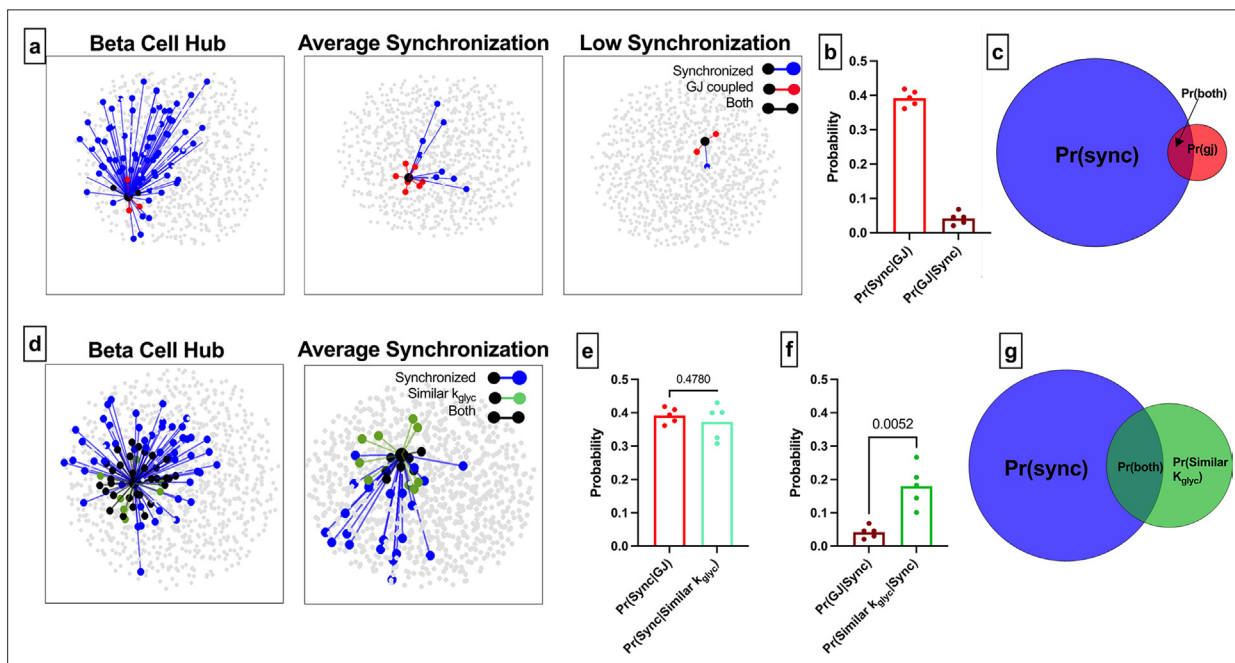 a
Beta Cell Hub
Average Synchronization
Low Synchronization
Synchronized
GJ coupled
Both
b
0.5
0.4
0.3
0.2
0.1
0.0
Probability
Pr(Sync|GJ)
Pr(GJ|Sync)
c
Pr(both)
Pr(sync)
Pr(gj)
d
Beta Cell Hub
Average Synchronization
Synchronized
Similar kglyc
Both
e
0.4780
0.5
0.4
0.3
0.2
0.1
0.0
Probability
Pr(Sync|GJ)
Pr(Sync|Similar kglyc)
f
0.0052
0.5
0.4
0.3
0.2
0.1
0.0
Probability
Pr(GJ|Sync)
Pr(Similar kglyc|Sync)
g
Pr(sync)
Pr(both)
Pr(Similar
Kglyc)